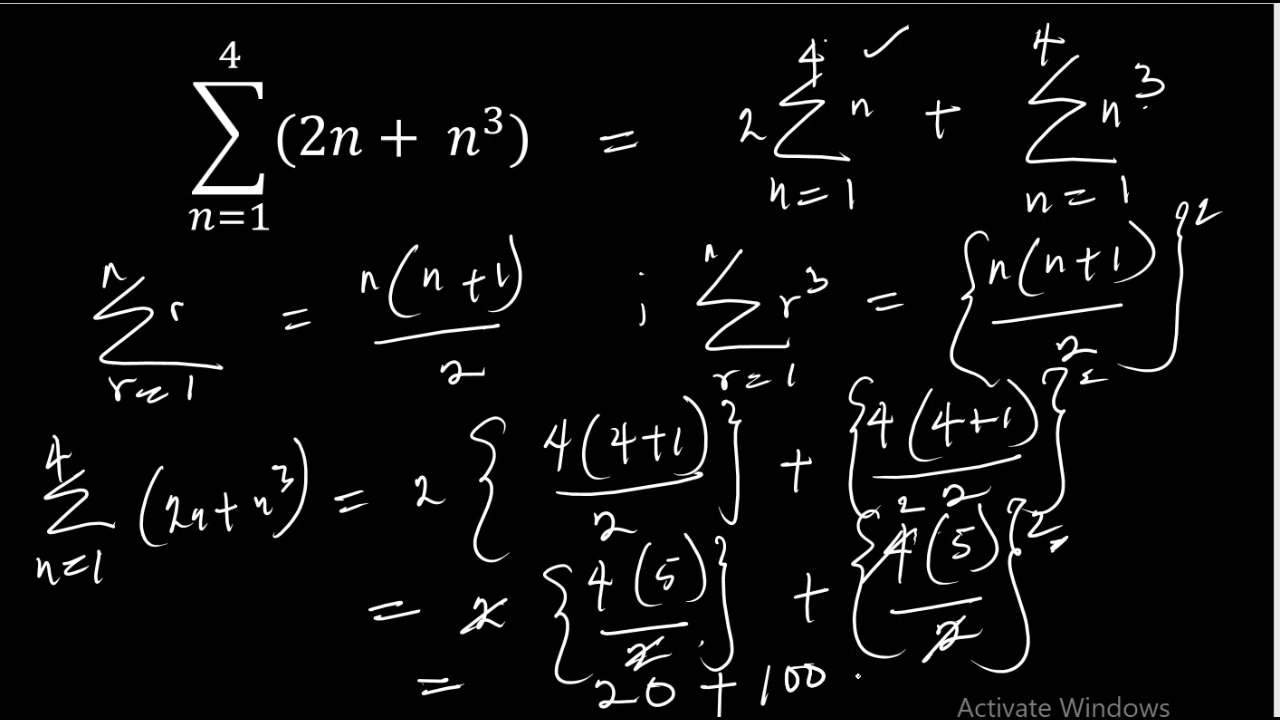 ∑_{n=1}^{4} (2n + n³) = 2 ∑_{n=1}^{4} n + ∑_{n=1}^{4} n³ ✓
∑_{r=1}^{n} r = n(n+1)/2 ; ∑_{r=1}^{n} r³ = {n(n+1)/2}²
∑_{n=1}^{4} (2n+n³) = 2 {4(4+1)/2} + {4(4+1)/2}²
= 2 {4(5)/2} + {4(5)/2}² 2
= 20 + 100 .
Activate Windows